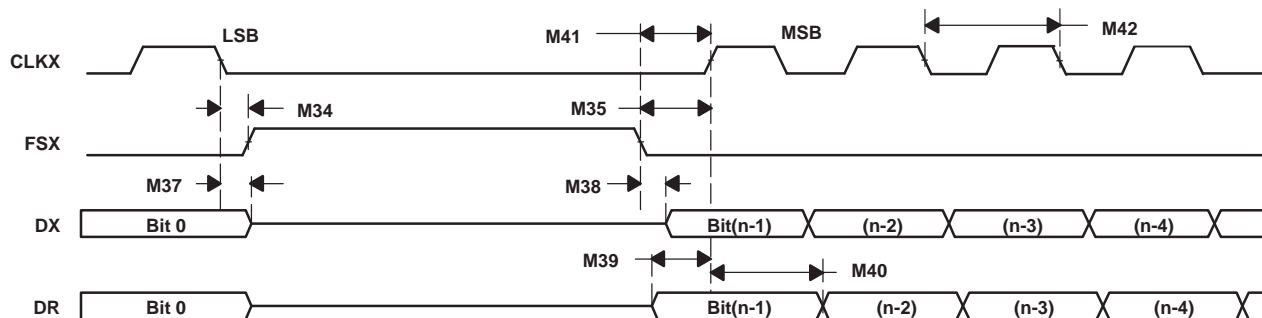 LSB
M41
MSB
M42
CLKX
M34
M35
FSX
M37
M38
DX
Bit 0
Bit(n-1)
(n-2)
(n-3)
(n-4)
M39
M40
DR
Bit 0
Bit(n-1)
(n-2)
(n-3)
(n-4)